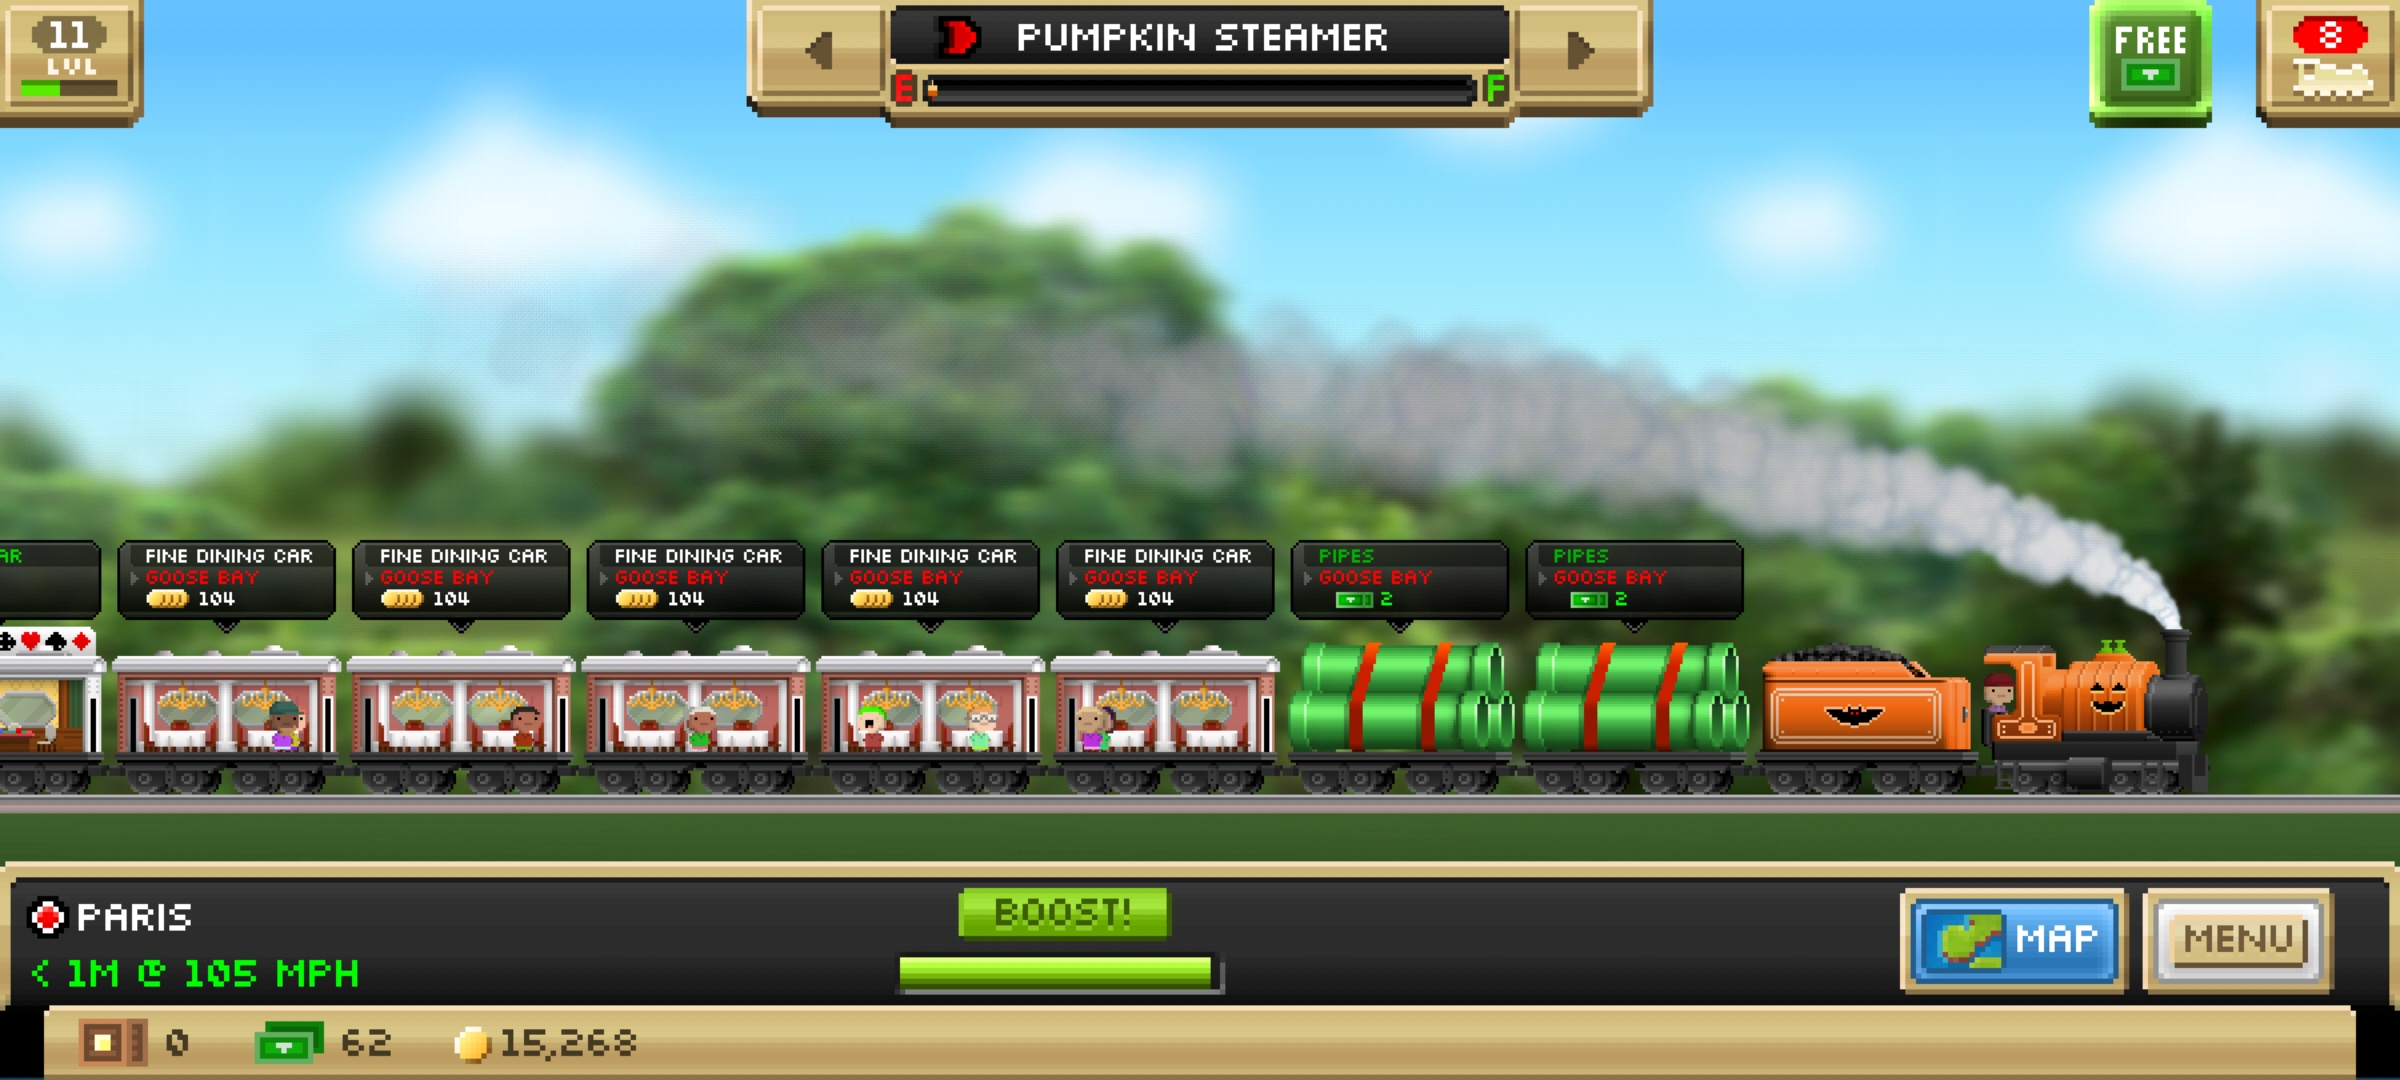 11
LVL
PUMPKIN STEAMER
E F
FREE
8
AR
FINE DINING CAR
GOOSE BAY
104
FINE DINING CAR
GOOSE BAY
104
FINE DINING CAR
GOOSE BAY
104
FINE DINING CAR
GOOSE BAY
104
FINE DINING CAR
GOOSE BAY
104
PIPES
GOOSE BAY
2
PIPES
GOOSE BAY
2
PARIS
< 1M @ 105 MPH
BOOST!
MAP
MENU
0 62 15,268